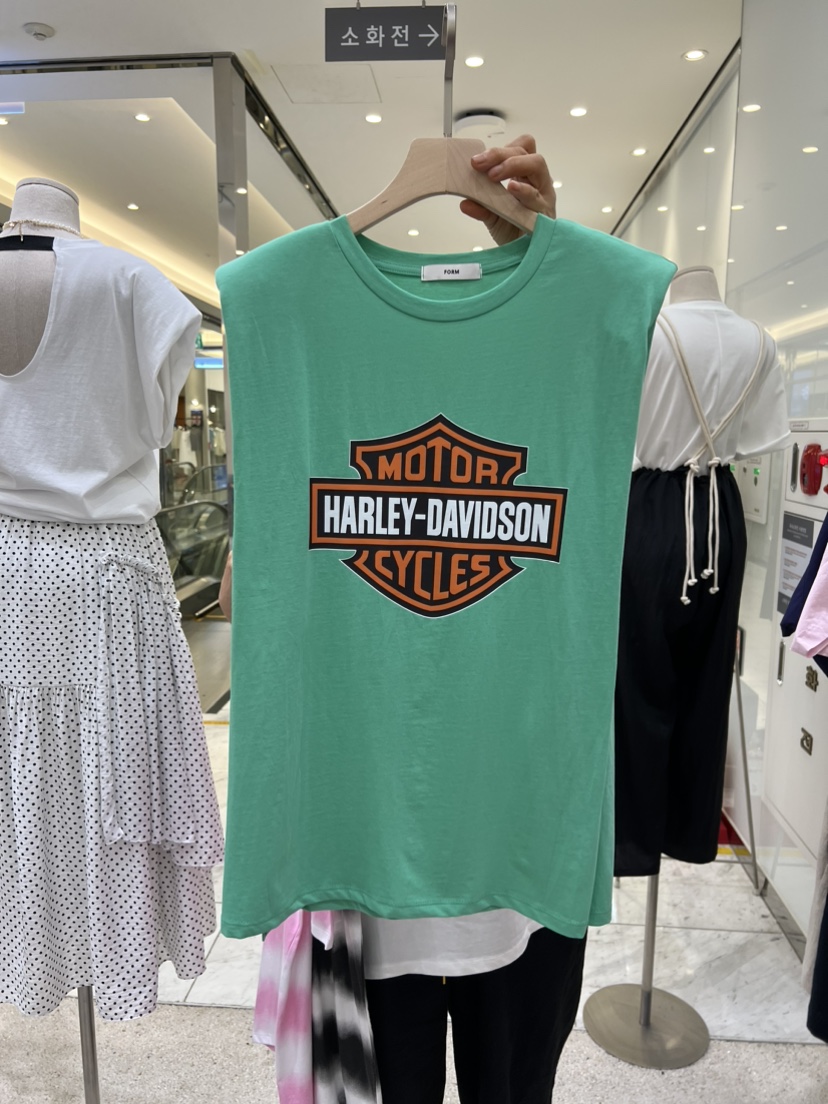 소화전→
FORM
MOTOR
HARLEY-DAVIDSON
CYCLES